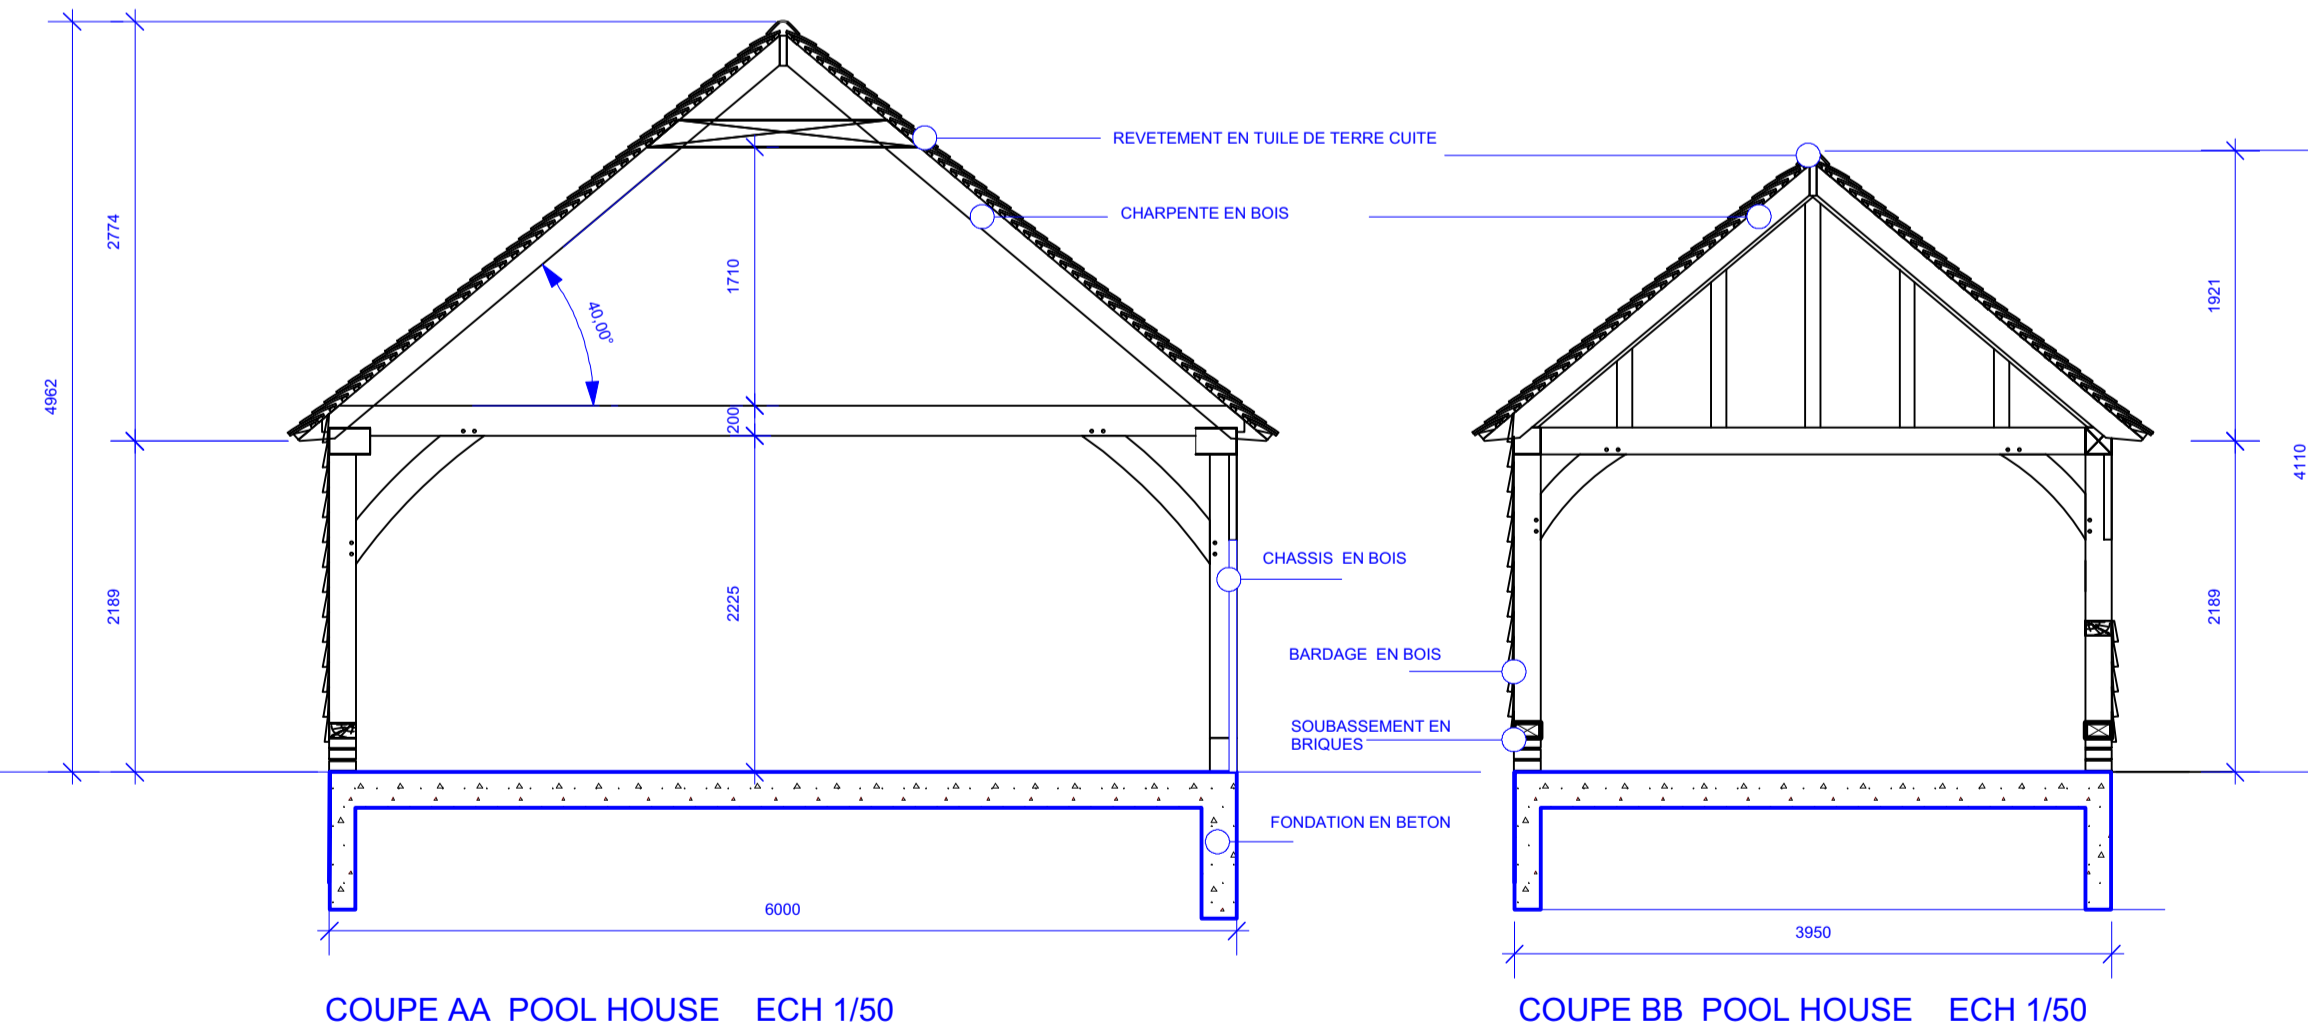 REVETEMENT EN TUILE DE TERRE CUITE
CHARPENTE EN BOIS
2774
1710
1921
40,00°
4962
200
4110
CHASSIS EN BOIS
2189
2225
2189
BARDAGE EN BOIS
SOUBASSEMENT EN
BRIQUES
FONDATION EN BETON
6000
3950
COUPE AA POOL HOUSE ECH 1/50
COUPE BB POOL HOUSE ECH 1/50